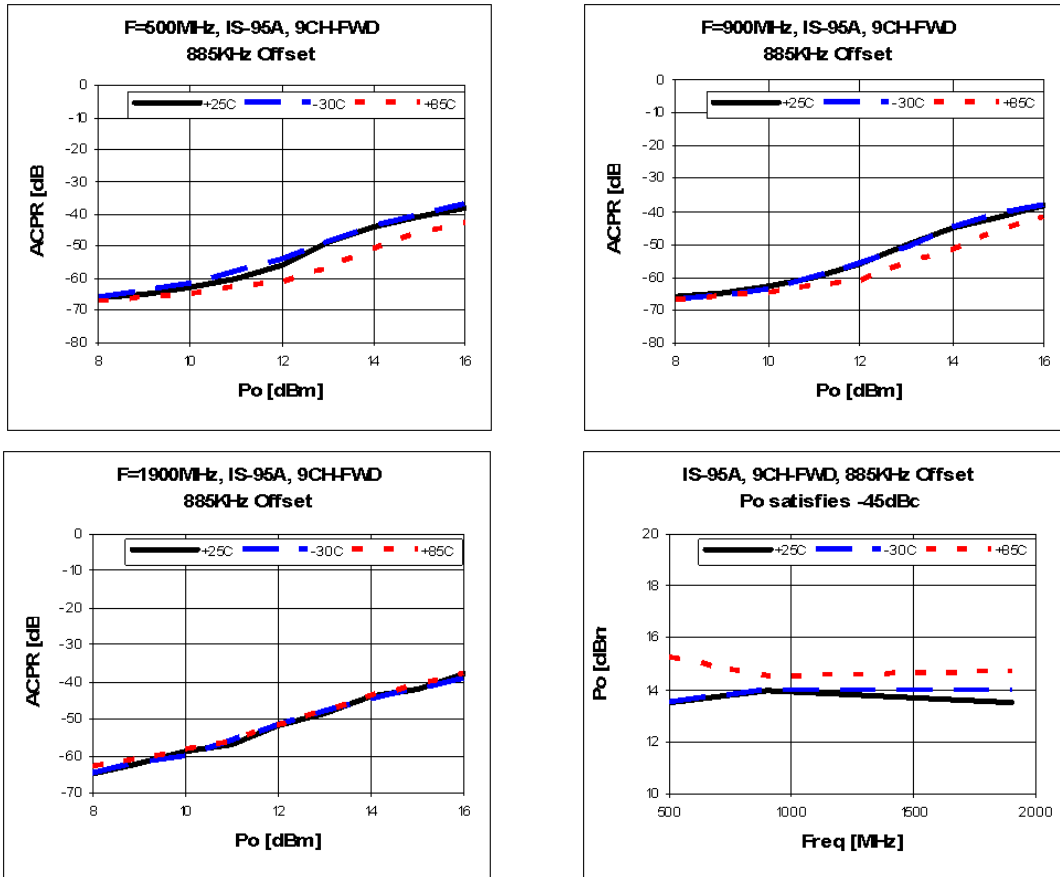 F=500MHz, IS-95A, 9CH-FWD
885KHz Offset
0
-10
-20
-30
-40
-50
-60
-70
-80
ACPR [dB
+25C -30C +85C
8 10 12 14 16
Po [dBm]
F=900MHz, IS-95A, 9CH-FWD
885KHz Offset
0
-10
-20
-30
-40
-50
-60
-70
-80
ACPR [dB
+25C -30C +85C
8 10 12 14 16
Po [dBm]
F=1900MHz, IS-95A, 9CH-FWD
885KHz Offset
0
-10
-20
-30
-40
-50
-60
-70
ACPR [dB
+25C -30C +85C
8 10 12 14 16
Po [dBm]
IS-95A, 9CH-FWD, 885KHz Offset
Po satisfies -45dBc
20
18
16
14
12
10
Po [dBm
+25C -30C +85C
500 1000 1500 2000
Freq [MHz]